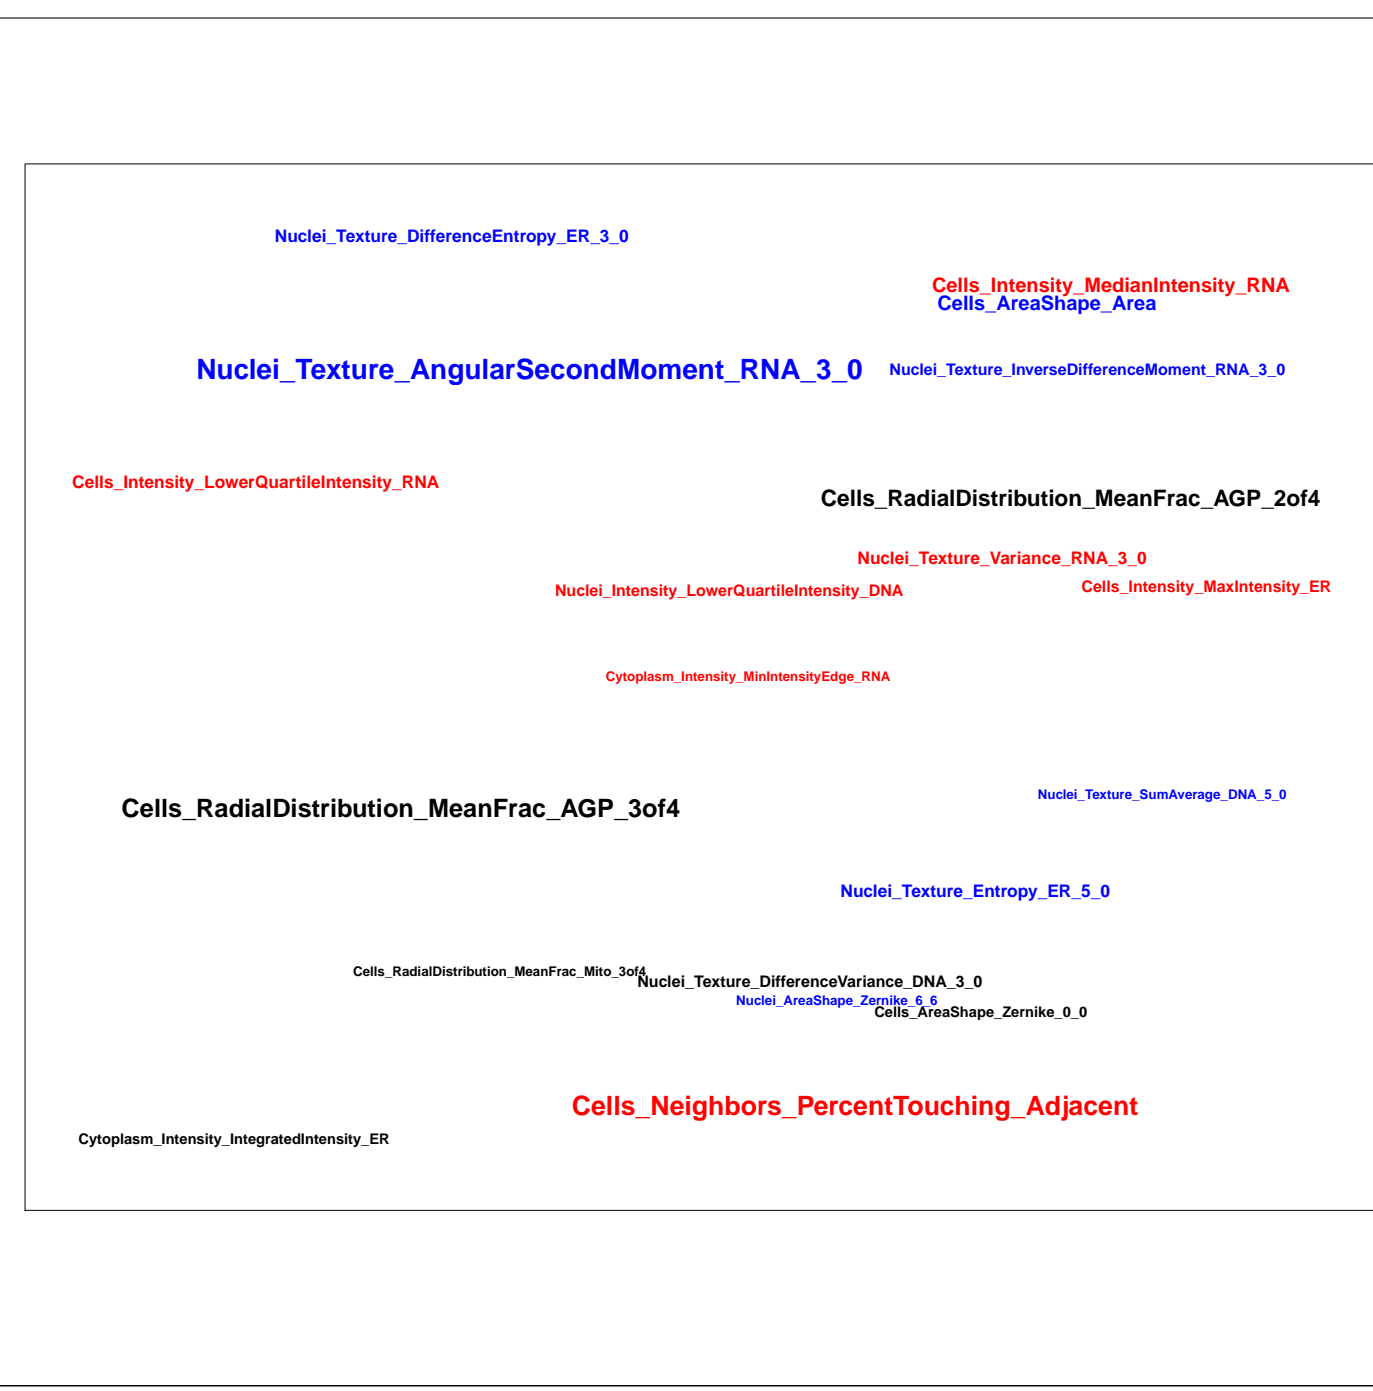 Nuclei_Texture_DifferenceEntropy_ER_3_0
Cells_Intensity_MedianIntensity_RNA
Cells_AreaShape_Area
Nuclei_Texture_AngularSecondMoment_RNA_3_0
Nuclei_Texture_InverseDifferenceMoment_RNA_3_0
Cells_Intensity_LowerQuartileIntensity_RNA
Cells_RadialDistribution_MeanFrac_AGP_2of4
Nuclei_Texture_Variance_RNA_3_0
Nuclei_Intensity_LowerQuartileIntensity_DNA
Cells_Intensity_MaxIntensity_ER
Cytoplasm_Intensity_MinIntensityEdge_RNA
Nuclei_Texture_SumAverage_DNA_5_0
Cells_RadialDistribution_MeanFrac_AGP_3of4
Nuclei_Texture_Entropy_ER_5_0
Cells_RadialDistribution_MeanFrac_Mito_3of4
Nuclei_Texture_DifferenceVariance_DNA_3_0
Nuclei_AreaShape_Zernike_6_6
Cells_AreaShape_Zernike_0_0
Cells_Neighbors_PercentTouching_Adjacent
Cytoplasm_Intensity_IntegratedIntensity_ER